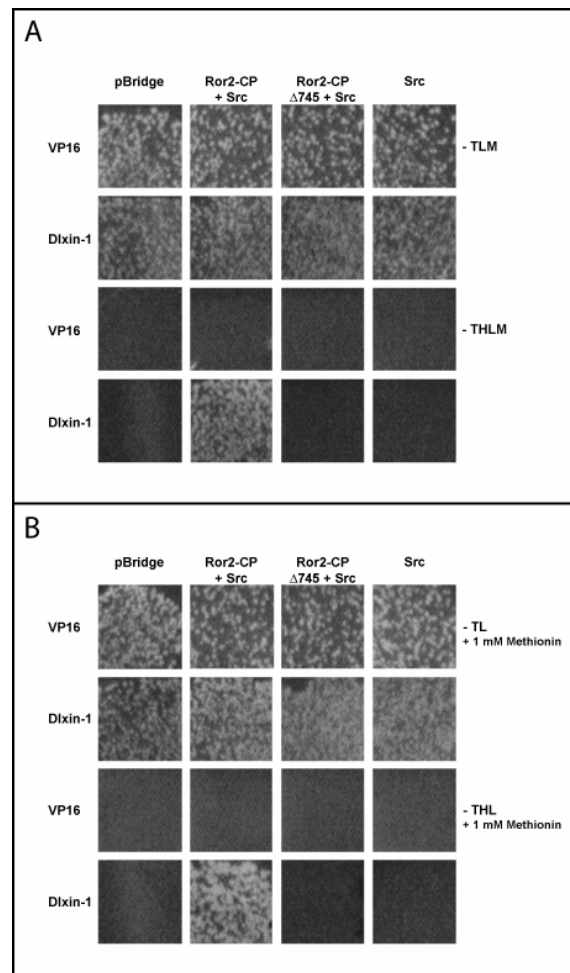 A
pBridge Ror2-CP Ror2-CP Src
+ Src Δ745 + Src
VP16 - TLM
Dlxin-1
VP16 - THLM
Dlxin-1
B
pBridge Ror2-CP Ror2-CP Src
+ Src Δ745 + Src
VP16 - TL
+ 1 mM Methionin
Dlxin-1
VP16 - THL
+ 1 mM Methionin
Dlxin-1